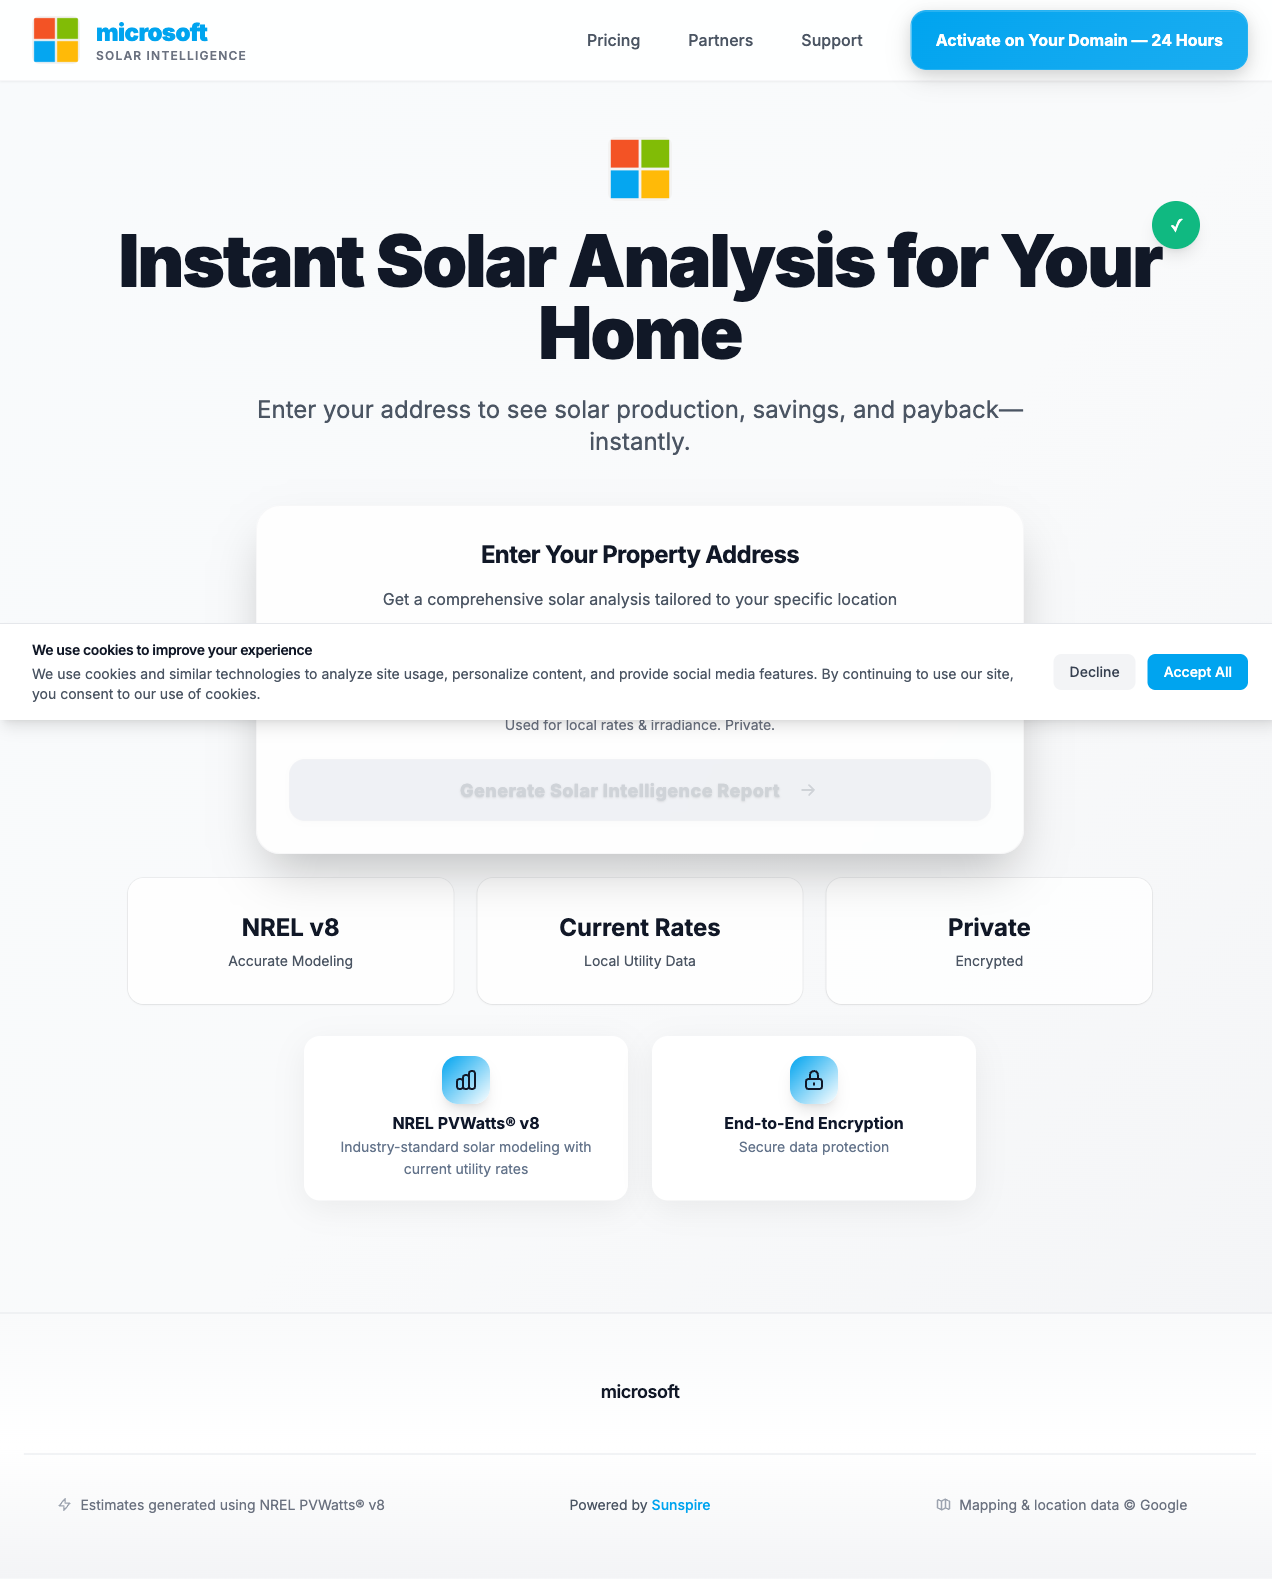 microsoft
SOLAR INTELLIGENCE
Pricing
Partners
Support
Activate on Your Domain — 24 Hours
Instant Solar Analysis for Your
Home
Enter your address to see solar production, savings, and payback—
instantly.
Enter Your Property Address
Get a comprehensive solar analysis tailored to your specific location
We use cookies to improve your experience
We use cookies and similar technologies to analyze site usage, personalize content, and provide social media features. By continuing to use our site,
you consent to our use of cookies.
Decline
Accept All
Used for local rates & irradiance. Private.
Generate Solar Intelligence Report →
NREL v8
Accurate Modeling
Current Rates
Local Utility Data
Private
Encrypted
NREL PVWatts® v8
Industry-standard solar modeling with
current utility rates
End-to-End Encryption
Secure data protection
microsoft
Estimates generated using NREL PVWatts® v8
Powered by Sunspire
Mapping & location data © Google